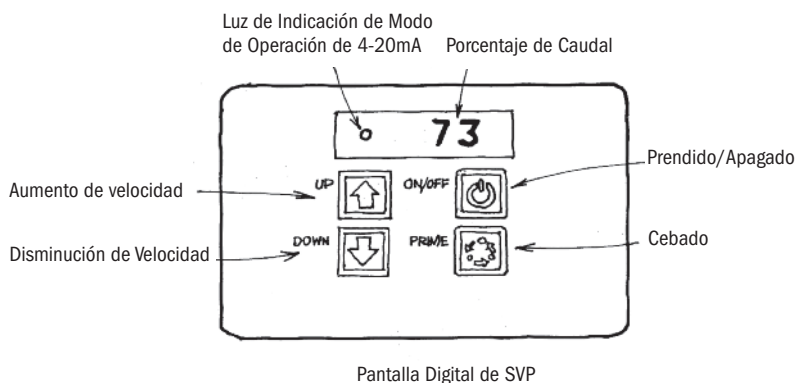 Luz de Indicación de Modo
de Operación de 4-20mA
Porcentaje de Caudal
73
UP
ON/OFF
Prendido/Apagado
Aumento de velocidad
DOWN
PRIME
Cebado
Disminución de Velocidad
Pantalla Digital de SVP